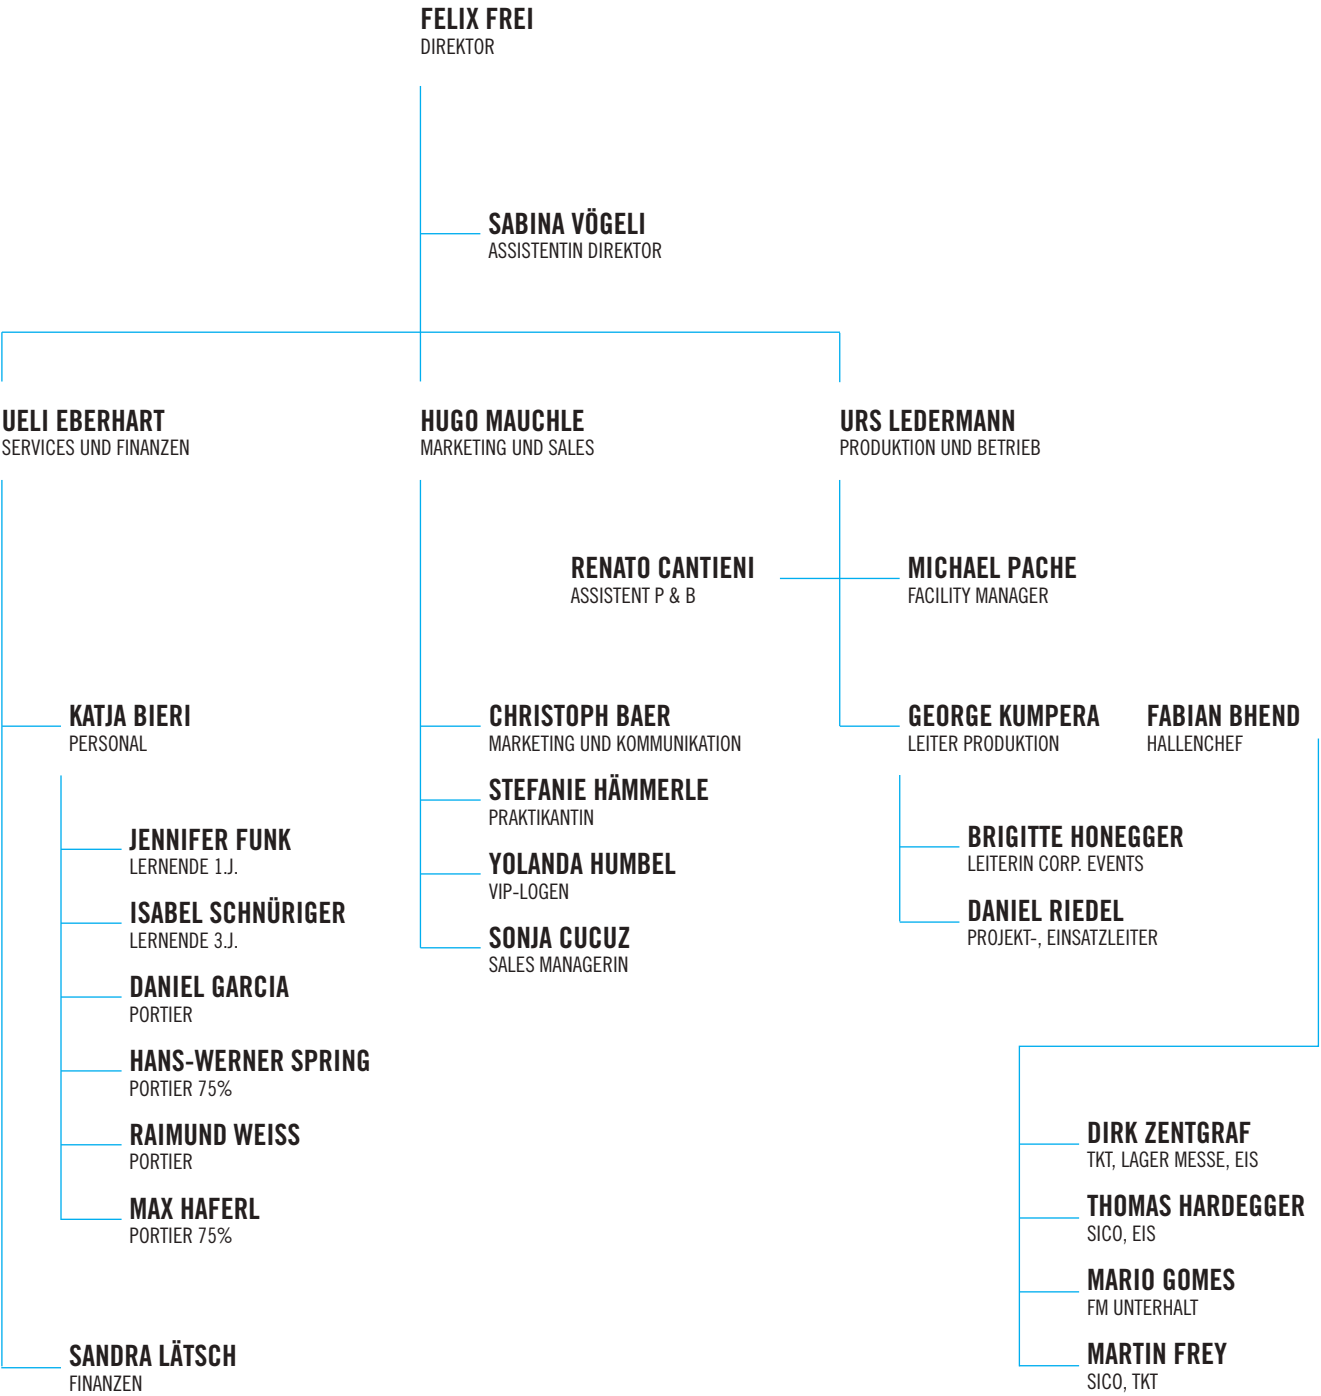 FELIX FREI
DIREKTOR
SABINA VÖGELI
ASSISTENTIN DIREKTOR
UELI EBERHART
SERVICES UND FINANZEN
HUGO MAUCHLE
MARKETING UND SALES
URS LEDERMANN
PRODUKTION UND BETRIEB
RENATO CANTIENI
ASSISTENT P & B
MICHAEL PACHE
FACILITY MANAGER
KATJA BIERI
PERSONAL
JENNIFER FUNK
LERNENDE 1.J.
ISABEL SCHNÜRIGER
LERNENDE 3.J.
DANIEL GARCIA
PORTIER
HANS-WERNER SPRING
PORTIER 75%
RAIMUND WEISS
PORTIER
MAX HAFERL
PORTIER 75%
SANDRA LÄTSCH
FINANZEN
CHRISTOPH BAER
MARKETING UND KOMMUNIKATION
STEFANIE HÄMMERLE
PRAKTIKANTIN
YOLANDA HUMBEL
VIP-LOGEN
SONJA CUCUZ
SALES MANAGERIN
GEORGE KUMPERA
LEITER PRODUKTION
BRIGITTE HONEGGER
LEITERIN CORP. EVENTS
DANIEL RIEDEL
PROJEKT-, EINSATZLEITER
FABIAN BHEND
HALLENCHEF
DIRK ZENTGRAF
TKT, LAGER MESSE, EIS
THOMAS HARDEGGER
SICO, EIS
MARIO GOMES
FM UNTERHALT
MARTIN FREY
SICO, TKT